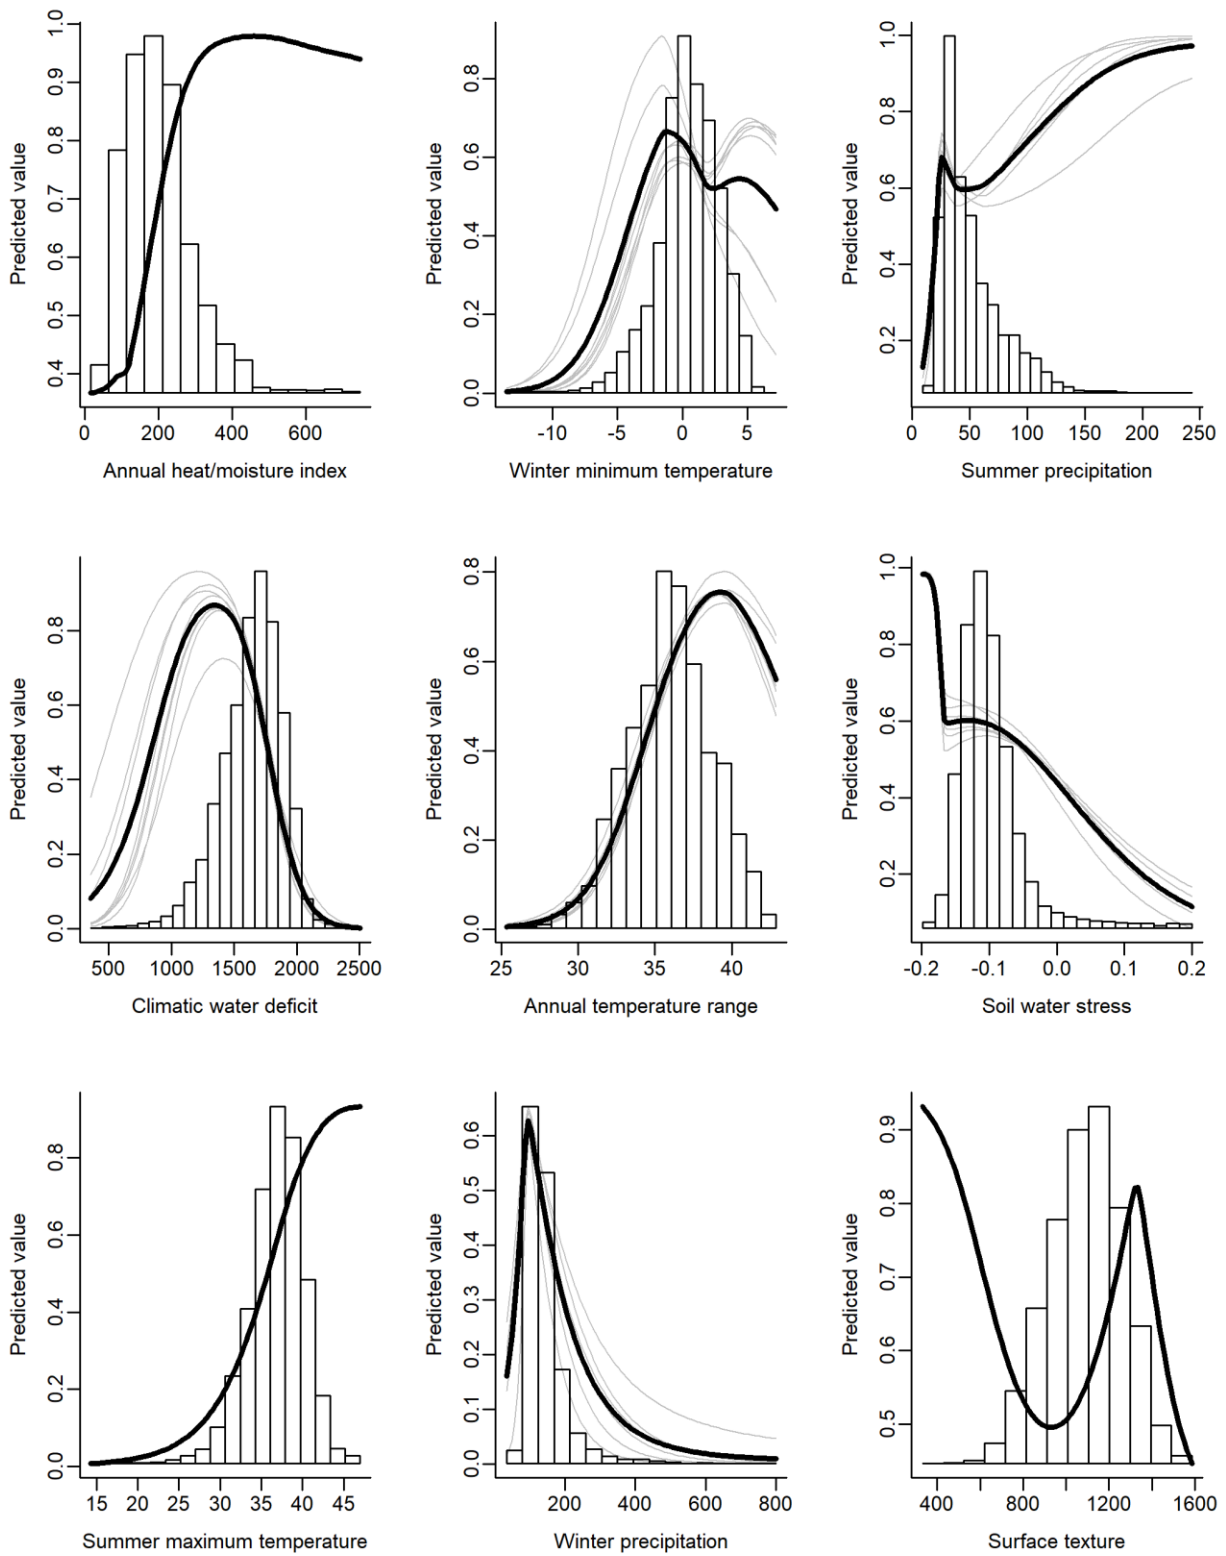 Predicted value
0.4 0.5 0.6 0.7 0.8 0.9 1.0
0 200 400 600
Annual heat/moisture index
Predicted value
0.0 0.2 0.4 0.6 0.8
-10 -5 0 5
Winter minimum temperature
Predicted value
0.2 0.4 0.6 0.8 1.0
0 50 100 150 200 250
Summer precipitation
Predicted value
0.0 0.2 0.4 0.6 0.8
500 1000 1500 2000 2500
Climatic water deficit
Predicted value
0.0 0.2 0.4 0.6 0.8
25 30 35 40
Annual temperature range
Predicted value
0.2 0.4 0.6 0.8 1.0
-0.2 -0.1 0.0 0.1 0.2
Soil water stress
Predicted value
0.0 0.2 0.4 0.6 0.8
15 20 25 30 35 40 45
Summer maximum temperature
Predicted value
0.0 0.1 0.2 0.3 0.4 0.5 0.6
200 400 600 800
Winter precipitation
Predicted value
0.5 0.6 0.7 0.8 0.9
400 800 1200 1600
Surface texture